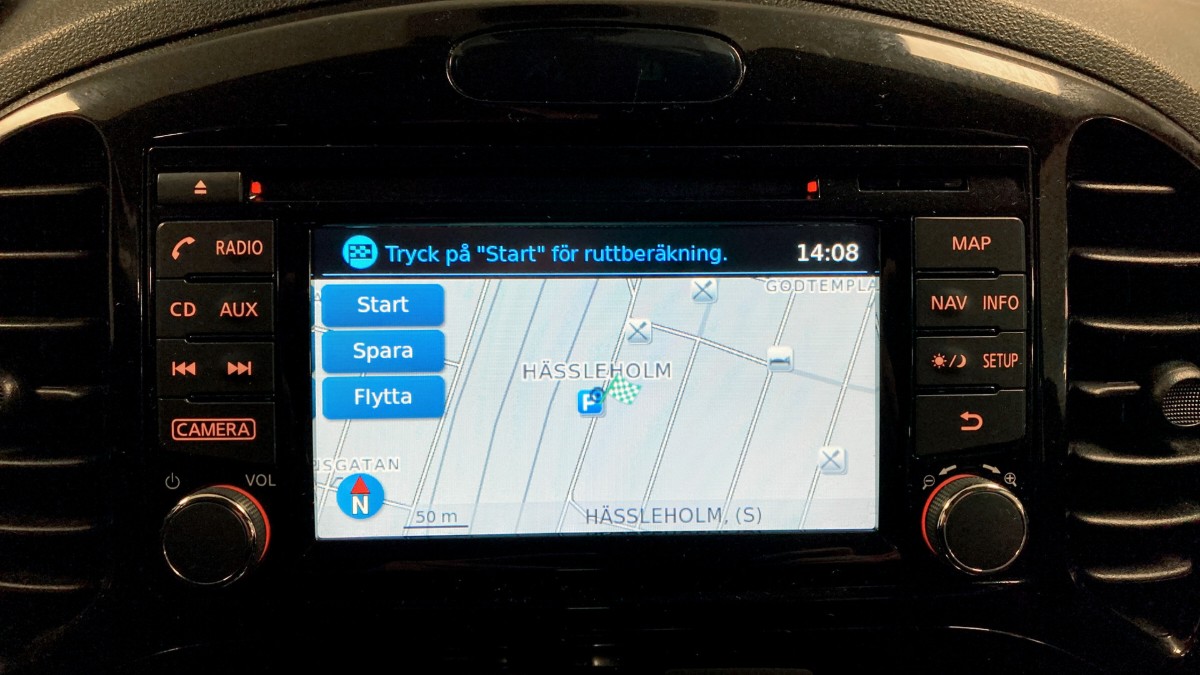 RADIO
CD AUX
CAMERA
VOL
Tryck på "Start" för ruttberäkning. 14:08
Start
Spara
Flytta
GODTEMPLA
HÄSSLEHOLM
P
SGATAN
N
50 m
HÄSSLEHOLM, (S)
MAP
NAV INFO
SETUP